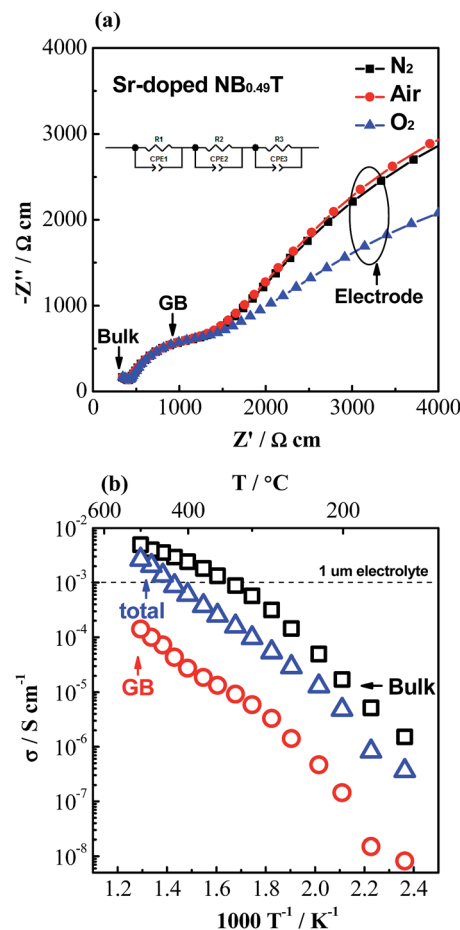 (a)
4000
3000
2000
1000
0
-Z'' / Ω cm
Sr-doped NB0.49T
N2
Air
O2
R1 R2 R3
CPE1 CPE2 CPE3
GB
Bulk
Electrode
0 1000 2000 3000 4000
Z' / Ω cm
(b)
T / °C
600 400 200
10-2
10-3
10-4
10-5
10-6
10-7
10-8
σ / S cm-1
1 um electrolyte
total
GB
Bulk
1.2 1.4 1.6 1.8 2.0 2.2 2.4
1000 T-1 / K-1